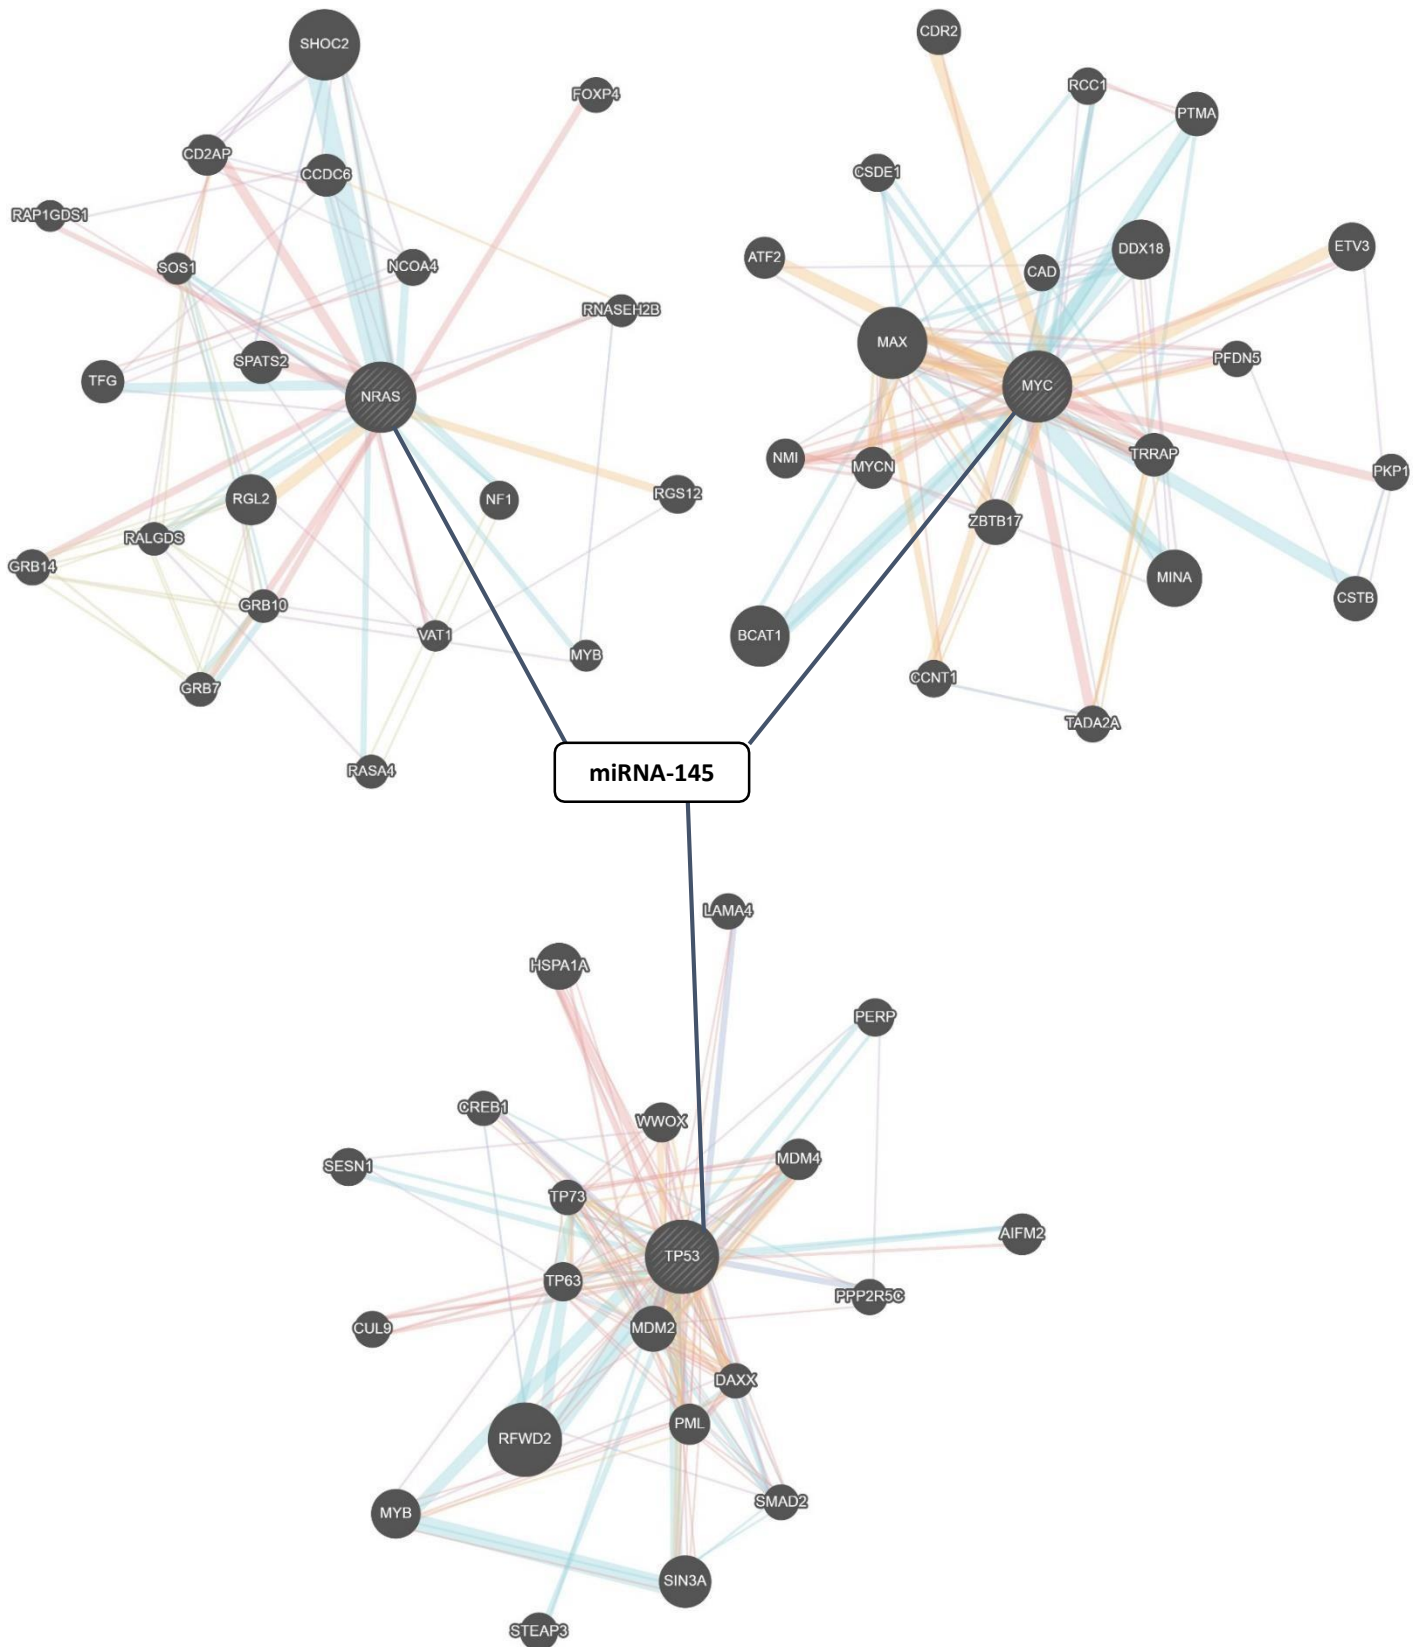 SHOC2
FOXP4
CD2AP
CCDC6
RAP1GDS1
SOS1
NCOA4
RNASEH2B
SPATS2
TFG
NRAS
RGL2
NF1
RGS12
RALGDS
GRB14
GRB10
VAT1
MYB
GRB7
RASA4
CDR2
RCC1
PTMA
CSDE1
DDX18
ETV3
ATF2
CAD
MAX
PFDN5
MYC
NMI
MYCN
TRRAP
PKP1
ZBTB17
MINA
CSTB
BCAT1
CCNT1
TADA2A
miRNA-145
LAMA4
HSPA1A
PERP
CREB1
WWOX
MDM4
SESN1
TP73
AIFM2
TP53
TP63
PPP2R5C
CUL9
MDM2
DAXX
PML
RFWD2
SMAD2
MYB
SIN3A
STEAP3